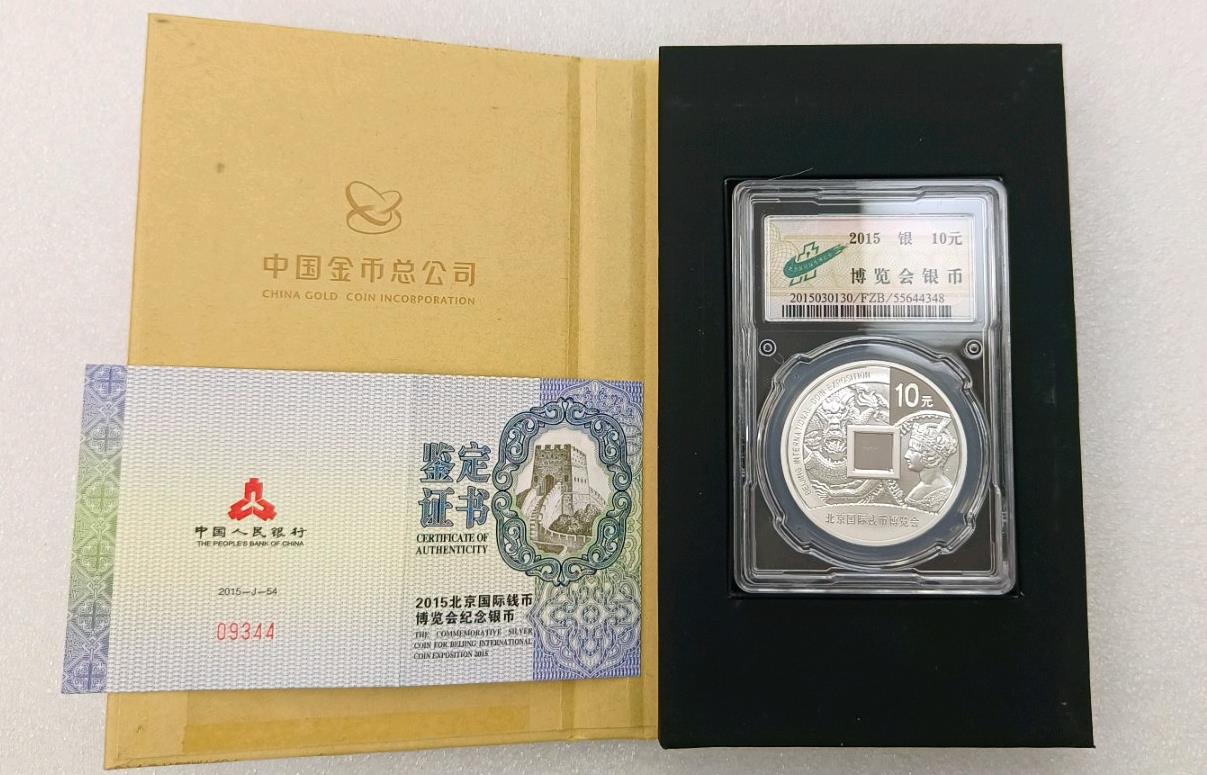 中国金币总公司
CHINA GOLD COIN INCORPORATION
中国人民银行
THE PEOPLE'S BANK OF CHINA
2015—J—54
09344
鉴定
证书
CERTIFICATE OF
AUTHENTICITY
2015北京国际钱币
博览会纪念银币
THE COMMEMORATIVE SILVER
COIN FOR BEIJING INTERNATIONAL
COIN EXPOSITION 2015
2015 银 10元
博览会银币
2015030130/FZB/55644348
INTERNATIONAL COIN EXPOSITION
10元
北京国际钱币博览会